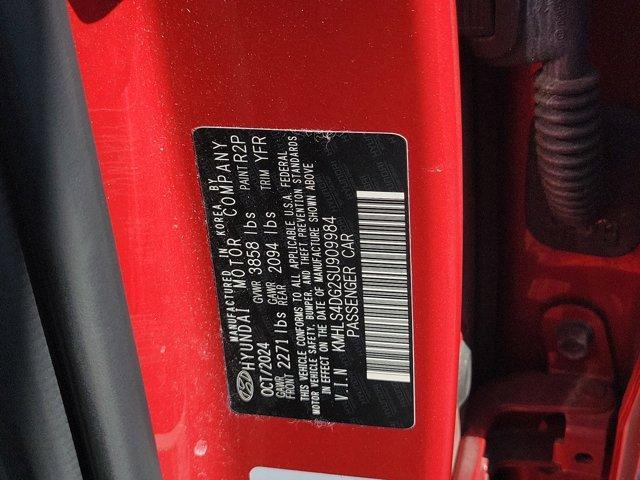 MANUFACTURED IN KOREA BY
HYUNDAI MOTOR COMPANY
OCT/2024 GVWR 3858 lbs PAINT R2P
GAWR FRONT 2271 lbs GAWR REAR 2094 lbs TRIM YFR
THIS VEHICLE CONFORMS TO ALL APPLICABLE U.S.A. FEDERAL
MOTOR VEHICLE SAFETY, BUMPER, AND THEFT PREVENTION STANDARDS
IN EFFECT ON THE DATE OF MANUFACTURE SHOWN ABOVE
V.I.N KMHLS4DG2SU909984
PASSENGER CAR